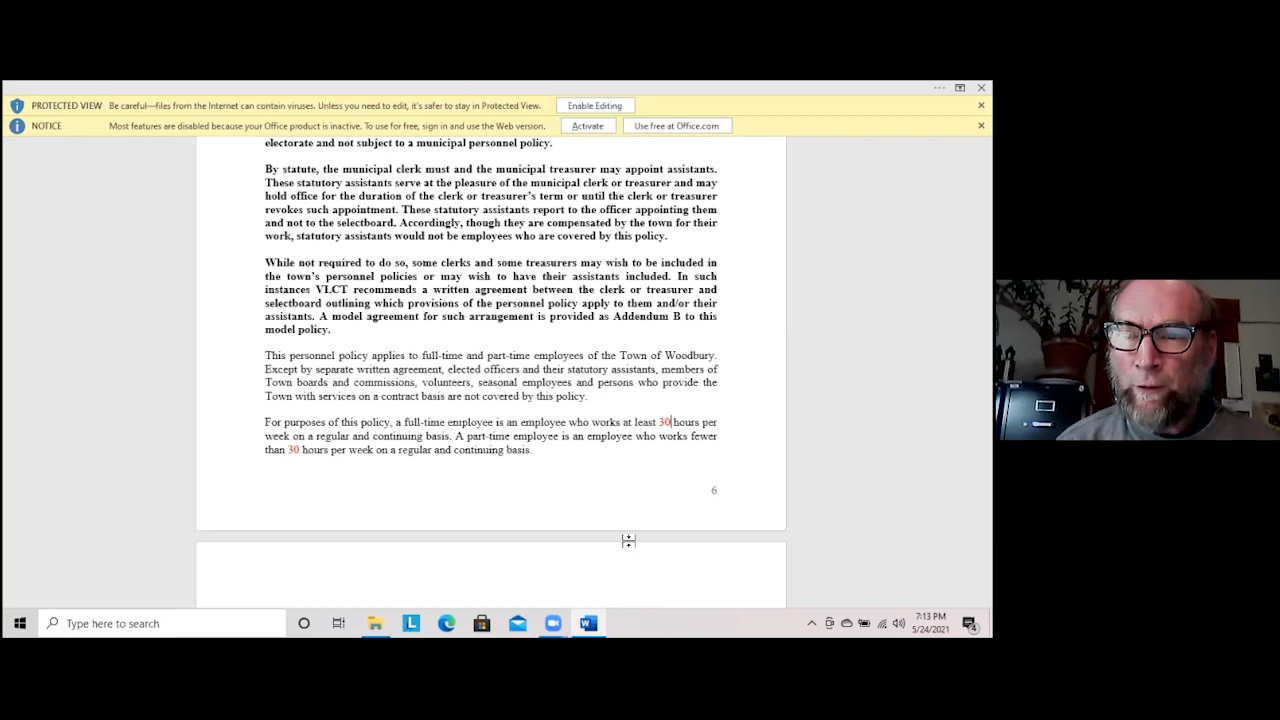 PROTECTED VIEW Be careful—files from the Internet can contain viruses. Unless you need to edit, it's safer to stay in Protected View. Enable Editing
NOTICE Most features are disabled because your Office product is inactive. To use for free, sign in and use the Web version. Activate Use free at Office.com
electorate and not subject to a municipal personnel policy.
By statute, the municipal clerk must and the municipal treasurer may appoint assistants.
These statutory assistants serve at the pleasure of the municipal clerk or treasurer and may
hold office for the duration of the clerk or treasurer's term or until the clerk or treasurer
revokes such appointment. These statutory assistants report to the officer appointing them
and not to the selectboard. Accordingly, though they are compensated by the town for their
work, statutory assistants would not be employees who are covered by this policy.
While not required to do so, some clerks and some treasurers may wish to be included in
the town's personnel policies or may wish to have their assistants included. In such
instances VLCT recommends a written agreement between the clerk or treasurer and
selectboard outlining which provisions of the personnel policy apply to them and/or their
assistants. A model agreement for such arrangement is provided as Addendum B to this
model policy.
This personnel policy applies to full-time and part-time employees of the Town of Woodbury.
Except by separate written agreement, elected officers and their statutory assistants, members of
Town boards and commissions, volunteers, seasonal employees and persons who provide the
Town with services on a contract basis are not covered by this policy.
For purposes of this policy, a full-time employee is an employee who works at least 30 hours per
week on a regular and continuing basis. A part-time employee is an employee who works fewer
than 30 hours per week on a regular and continuing basis.
6
Type here to search
7:13 PM
5/24/2021
4